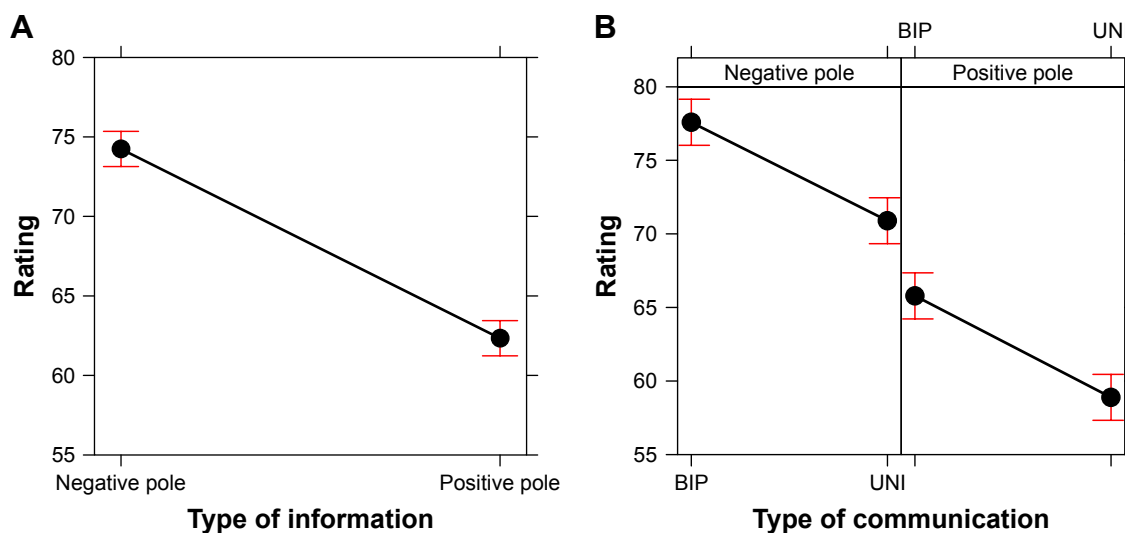 A
80
75
70
65
60
55
Rating
Negative pole
Positive pole
Type of information
B
BIP
UN
Negative pole
Positive pole
80
75
70
65
60
55
Rating
BIP
UNI
Type of communication